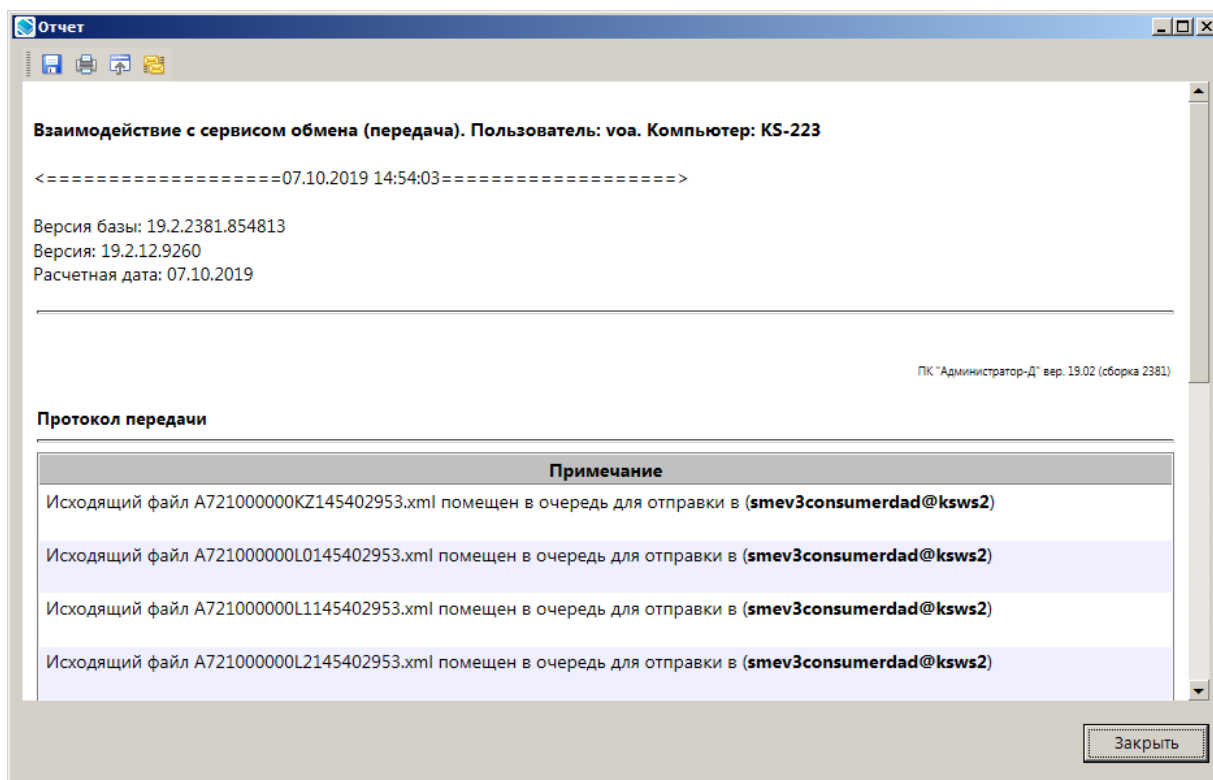 Отчет
Взаимодействие с сервисом обмена (передача). Пользователь: voa. Компьютер: KS-223
<===================07.10.2019 14:54:03===================>
Версия базы: 19.2.2381.854813
Версия: 19.2.12.9260
Расчетная дата: 07.10.2019
ПК "Администратор-Д" вер. 19.02 (сборка 2381)
Протокол передачи
Примечание
Исходящий файл A721000000KZ145402953.xml помещен в очередь для отправки в (smev3consumerdad@ksws2)
Исходящий файл A721000000L0145402953.xml помещен в очередь для отправки в (smev3consumerdad@ksws2)
Исходящий файл A721000000L1145402953.xml помещен в очередь для отправки в (smev3consumerdad@ksws2)
Исходящий файл A721000000L2145402953.xml помещен в очередь для отправки в (smev3consumerdad@ksws2)
Закрыть